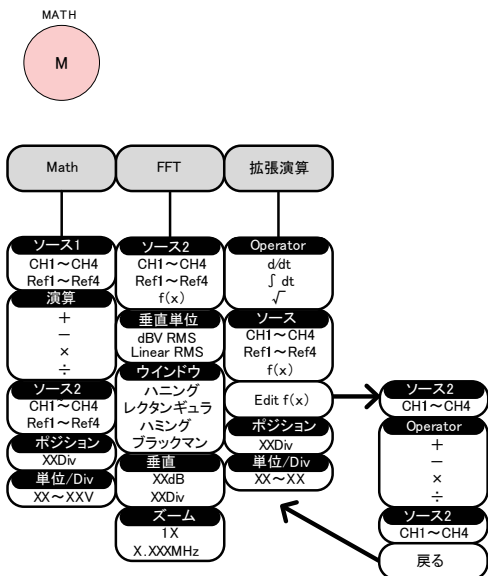 MATH
M
Math
FFT
拡張演算
ソース1
CH1～CH4
Ref1～Ref4
演算
＋
－
×
÷
ソース2
CH1～CH4
Ref1～Ref4
ポジション
XXDiv
単位/Div
XX～XXV
ソース2
CH1～CH4
Ref1～Ref4
f(x)
垂直単位
dBV RMS
Linear RMS
ウインドウ
ハニング
レクタンギュラ
ハミング
ブラックマン
垂直
XXdB
XXDiv
ズーム
1X
X.XXXMHz
Operator
d/dt
∫ dt
√
ソース
CH1～CH4
Ref1～Ref4
f(x)
Edit f(x)
ポジション
XXDiv
単位/Div
XX～XX
ソース2
CH1～CH4
Operator
＋
－
×
÷
ソース2
CH1～CH4
戻る